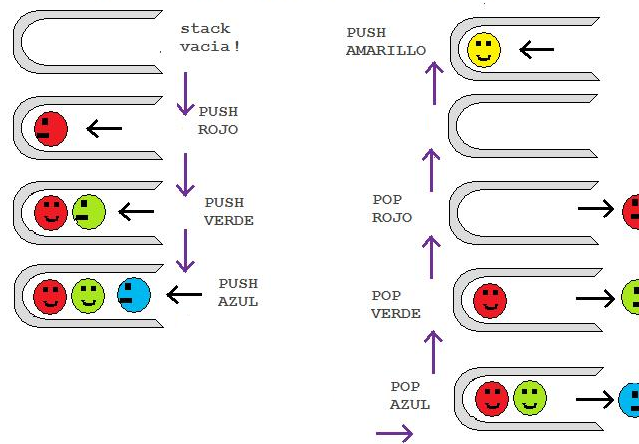 stack
vacia!
PUSH
ROJO
PUSH
VERDE
PUSH
AZUL
POP
AZUL
POP
VERDE
POP
ROJO
PUSH
AMARILLO